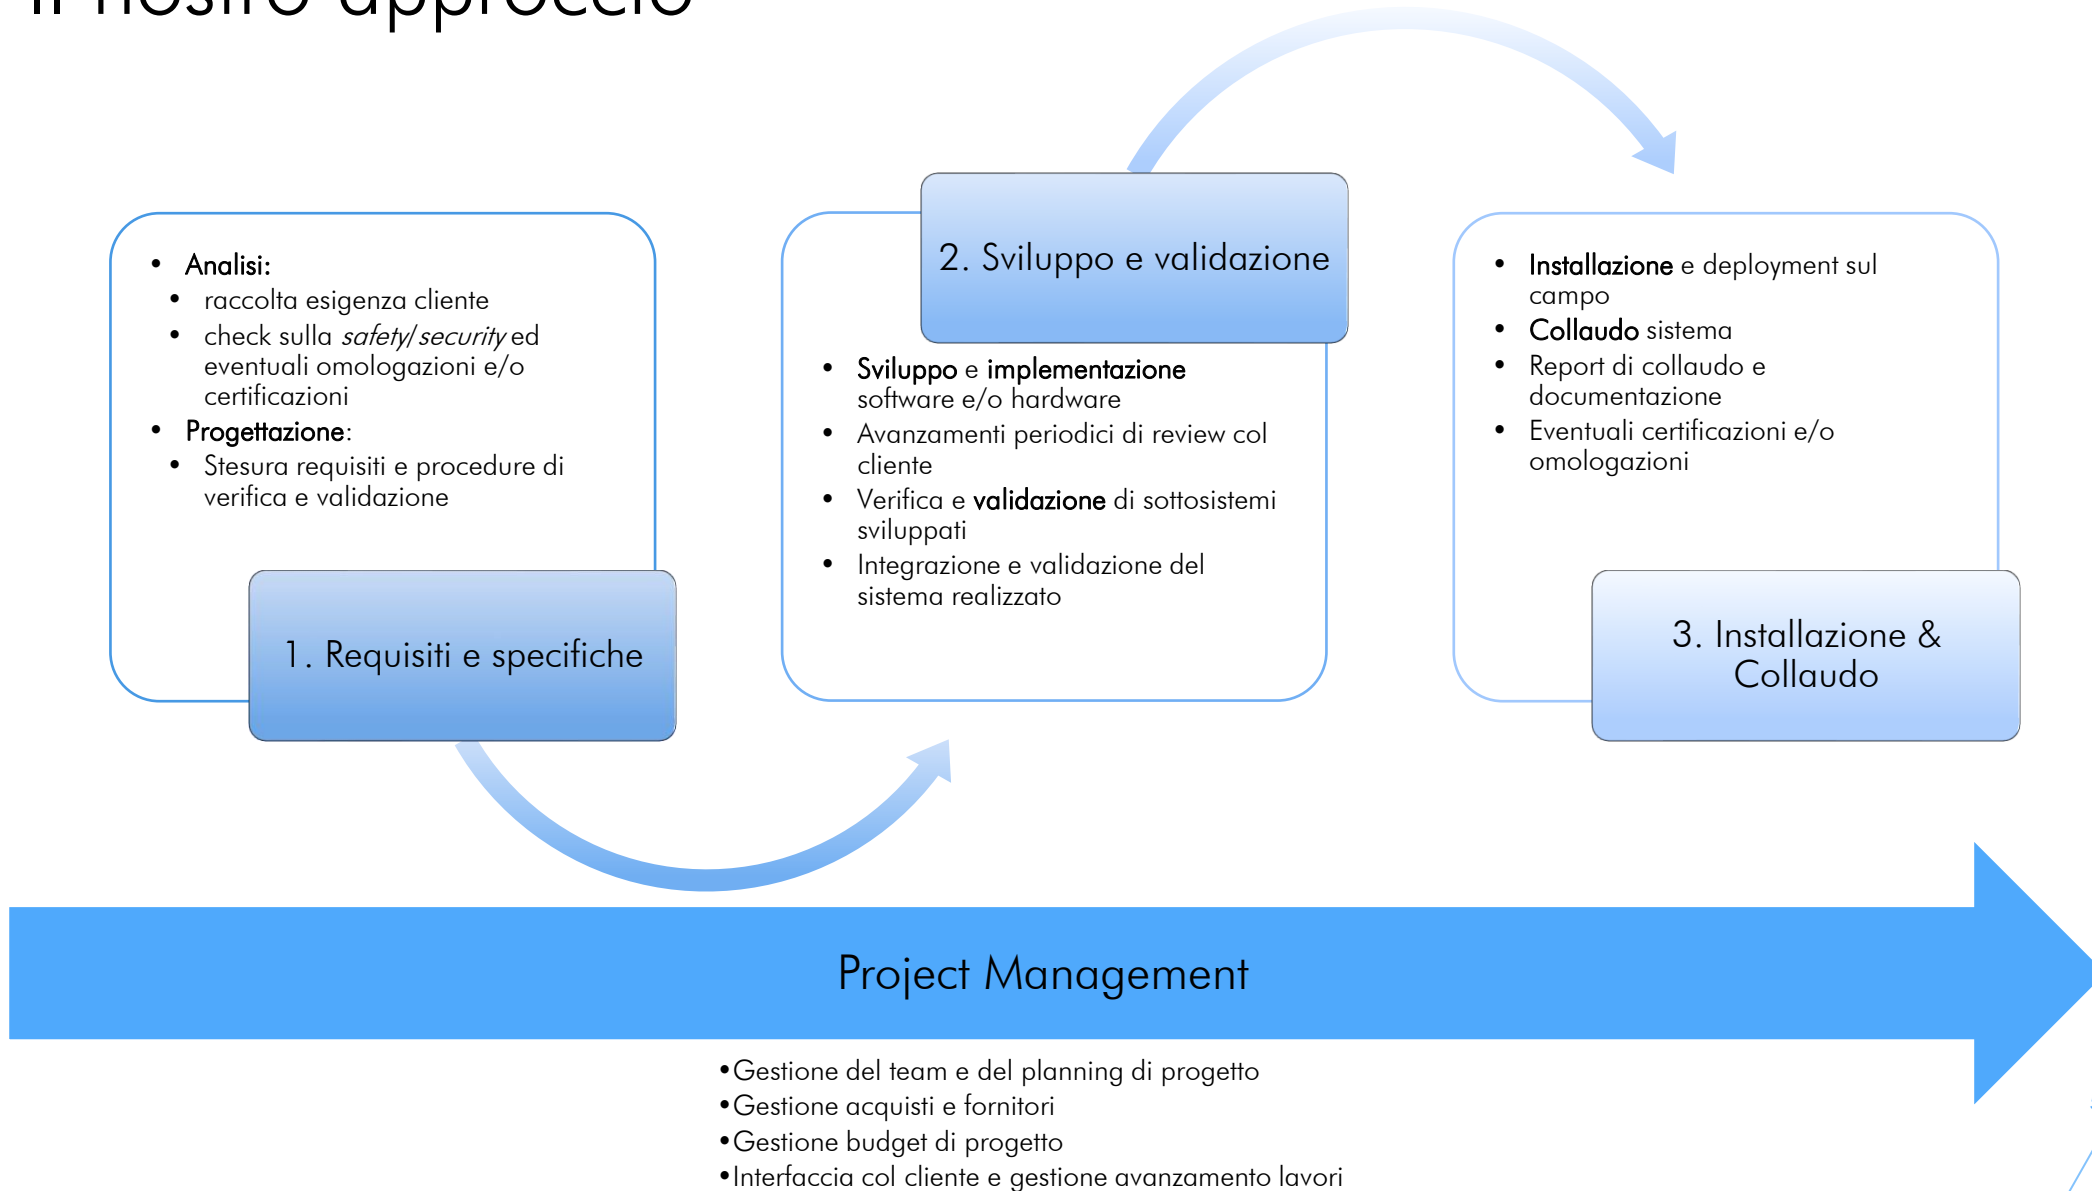 Il nostro approccio
• Analisi:
• raccolta esigenza cliente
• check sulla safety/security ed
eventuali omologazioni e/o
certificazioni
• Progettazione:
• Stesura requisiti e procedure di
verifica e validazione
1. Requisiti e specifiche
2. Sviluppo e validazione
• Sviluppo e implementazione
software e/o hardware
• Avanzamenti periodici di review col
cliente
• Verifica e validazione di sottosistemi
sviluppati
• Integrazione e validazione del
sistema realizzato
• Installazione e deployment sul
campo
• Collaudo sistema
• Report di collaudo e
documentazione
• Eventuali certificazioni e/o
omologazioni
3. Installazione &
Collaudo
Project Management
•Gestione del team e del planning di progetto
•Gestione acquisti e fornitori
•Gestione budget di progetto
•Interfaccia col cliente e gestione avanzamento lavori